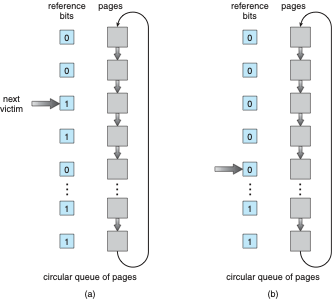 reference bits
pages
0
0
next victim
1
1
0
1
1
circular queue of pages
(a)
reference bits
pages
0
0
0
0
0
1
1
circular queue of pages
(b)